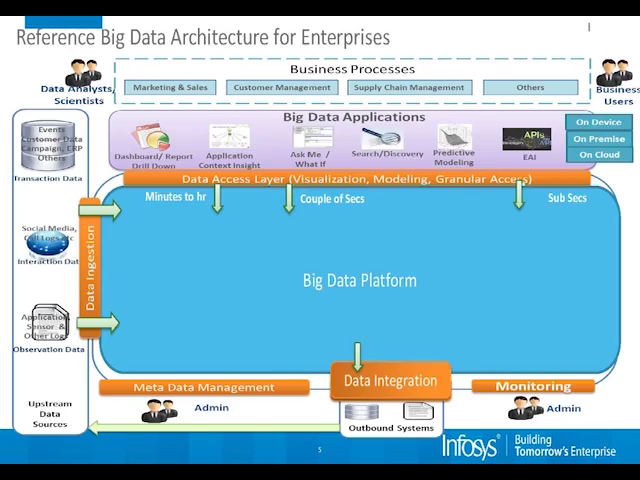 Reference Big Data Architecture for Enterprises
Data Analysts,
Scientists
Business Processes
Marketing & Sales
Customer Management
Supply Chain Management
Others
Business
Users
Events
Customer Data
Campaign, ERP
Others
Transaction Data
Big Data Applications
Dashboard/ Report
Drill Down
Application
Context Insight
Ask Me /
What If
Search/Discovery
Predictive
Modeling
APIs
EAI
On Device
On Premise
On Cloud
Data Access Layer (Visualization, Modeling, Granular Access)
Minutes to hr
Couple of Secs
Sub Secs
Social Media,
Call Logs etc
Interaction Data
Data Ingestion
Big Data Platform
Application,
Sensor &
Other Logs
Observation Data
Meta Data Management
Data Integration
Monitoring
Upstream
Data
Sources
Admin
Outbound Systems
Admin
5
Infosys®
Building
Tomorrow's Enterprise